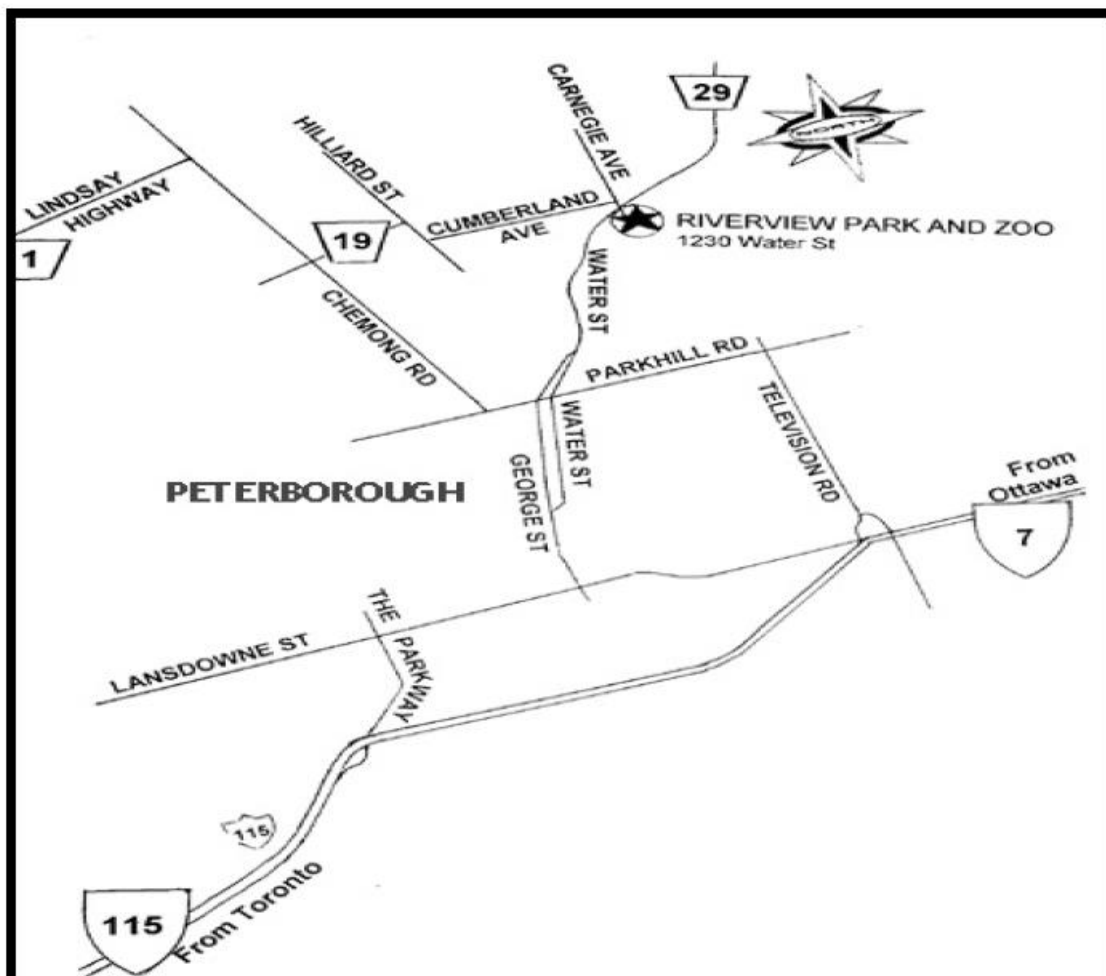 CARNEGIE AVE
29
NORTH
HILLIARD ST
LINDSAY
HIGHWAY
1
19
CUMBERLAND
AVE
RIVERVIEW PARK AND ZOO
1230 Water St
WATER ST
CHEMONG RD
PARKHILL RD
TELEVISION RD
WATER ST
GEORGE ST
PETERBOROUGH
From
Ottawa
7
THE PARKWAY
LANSDOWNE ST
115
115
From Toronto